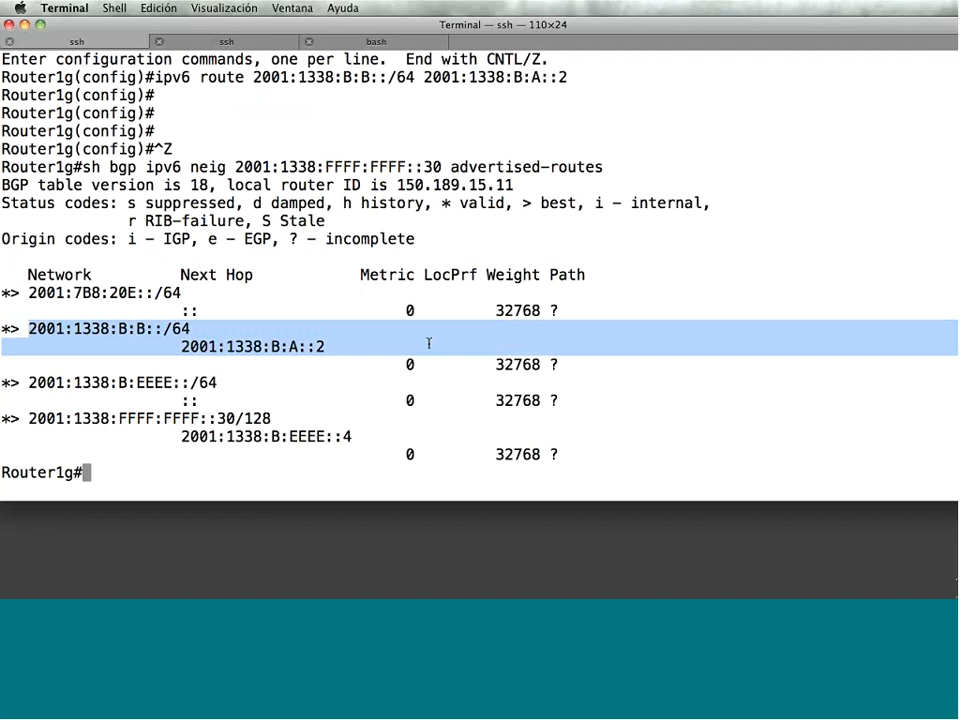 Terminal Shell Edición Visualización Ventana Ayuda
Terminal — ssh — 110×24
ssh ssh bash
Enter configuration commands, one per line.  End with CNTL/Z.
Router1g(config)#ipv6 route 2001:1338:B:B::/64 2001:1338:B:A::2
Router1g(config)#
Router1g(config)#
Router1g(config)#
Router1g(config)#^Z
Router1g#sh bgp ipv6 neig 2001:1338:FFFF:FFFF::30 advertised-routes
BGP table version is 18, local router ID is 150.189.15.11
Status codes: s suppressed, d damped, h history, * valid, > best, i - internal,
              r RIB-failure, S Stale
Origin codes: i - IGP, e - EGP, ? - incomplete
   Network          Next Hop            Metric LocPrf Weight Path
*> 2001:7B8:20E::/64
                    ::                       0         32768 ?
*> 2001:1338:B:B::/64
                    2001:1338:B:A::2
                                             0         32768 ?
*> 2001:1338:B:EEEE::/64
                    ::                       0         32768 ?
*> 2001:1338:FFFF:FFFF::30/128
                    2001:1338:B:EEEE::4
                                             0         32768 ?
Router1g#